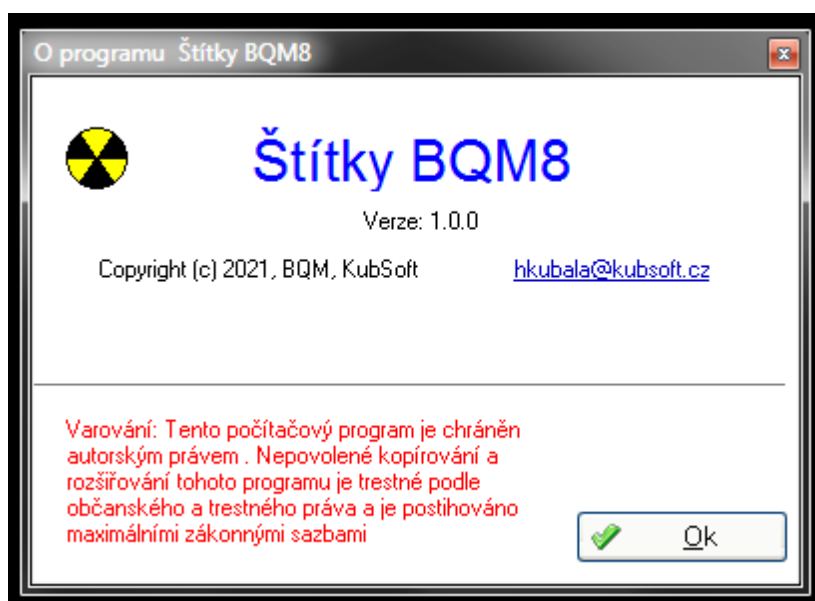 O programu Štítky BQM8
Štítky BQM8
Verze: 1.0.0
Copyright (c) 2021, BQM, KubSoft hkubala@kubsoft.cz
Varování: Tento počítačový program je chráněn
autorským právem . Nepovolené kopírování a
rozšiřování tohoto programu je trestné podle
občanského a trestného práva a je postihováno
maximálními zákonnými sazbami
Ok